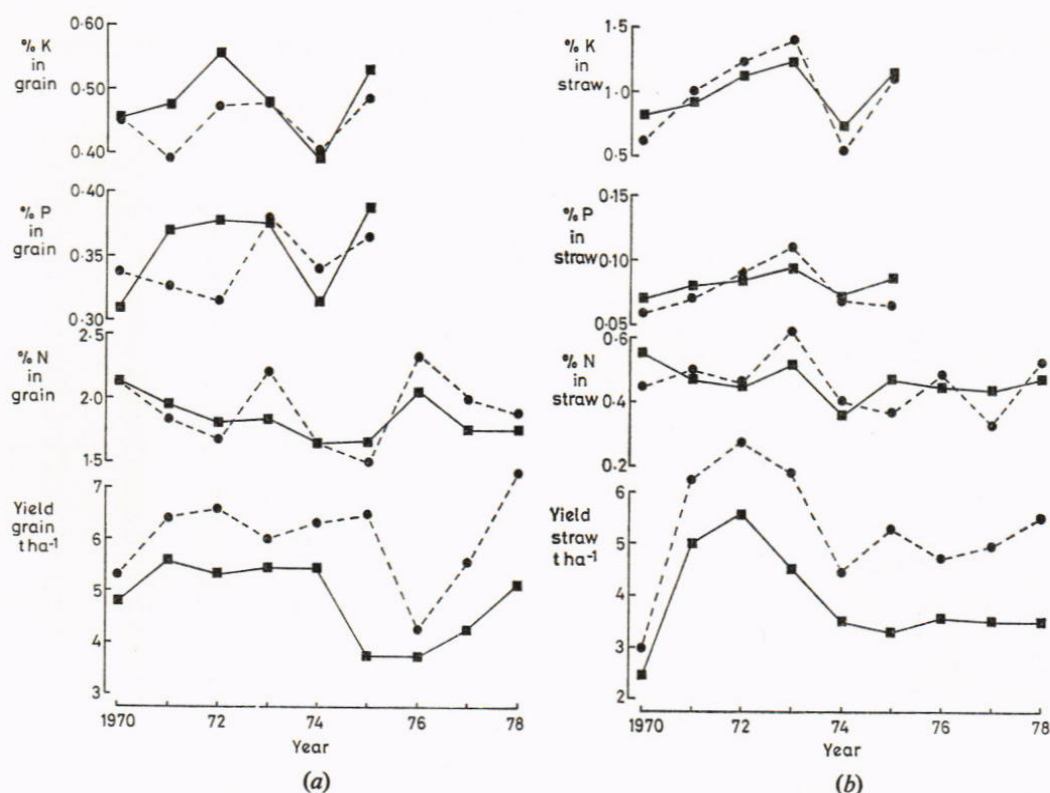 0·60
% K
in
grain
0·50
0·40
0·40
% P
in
grain
0·35
0·30
2·5
% N
in
grain
2·0
1·5
7
Yield
grain
t ha⁻¹
6
5
4
3
1970
72
74
76
78
Year
(a)
1·5
% K
in
straw
1·0
0·5
0·15
% P
in
straw
0·10
0·05
0·6
% N
in
straw
0·4
0·2
6
Yield
straw
t ha⁻¹
5
4
3
2
1970
72
74
76
78
Year
(b)